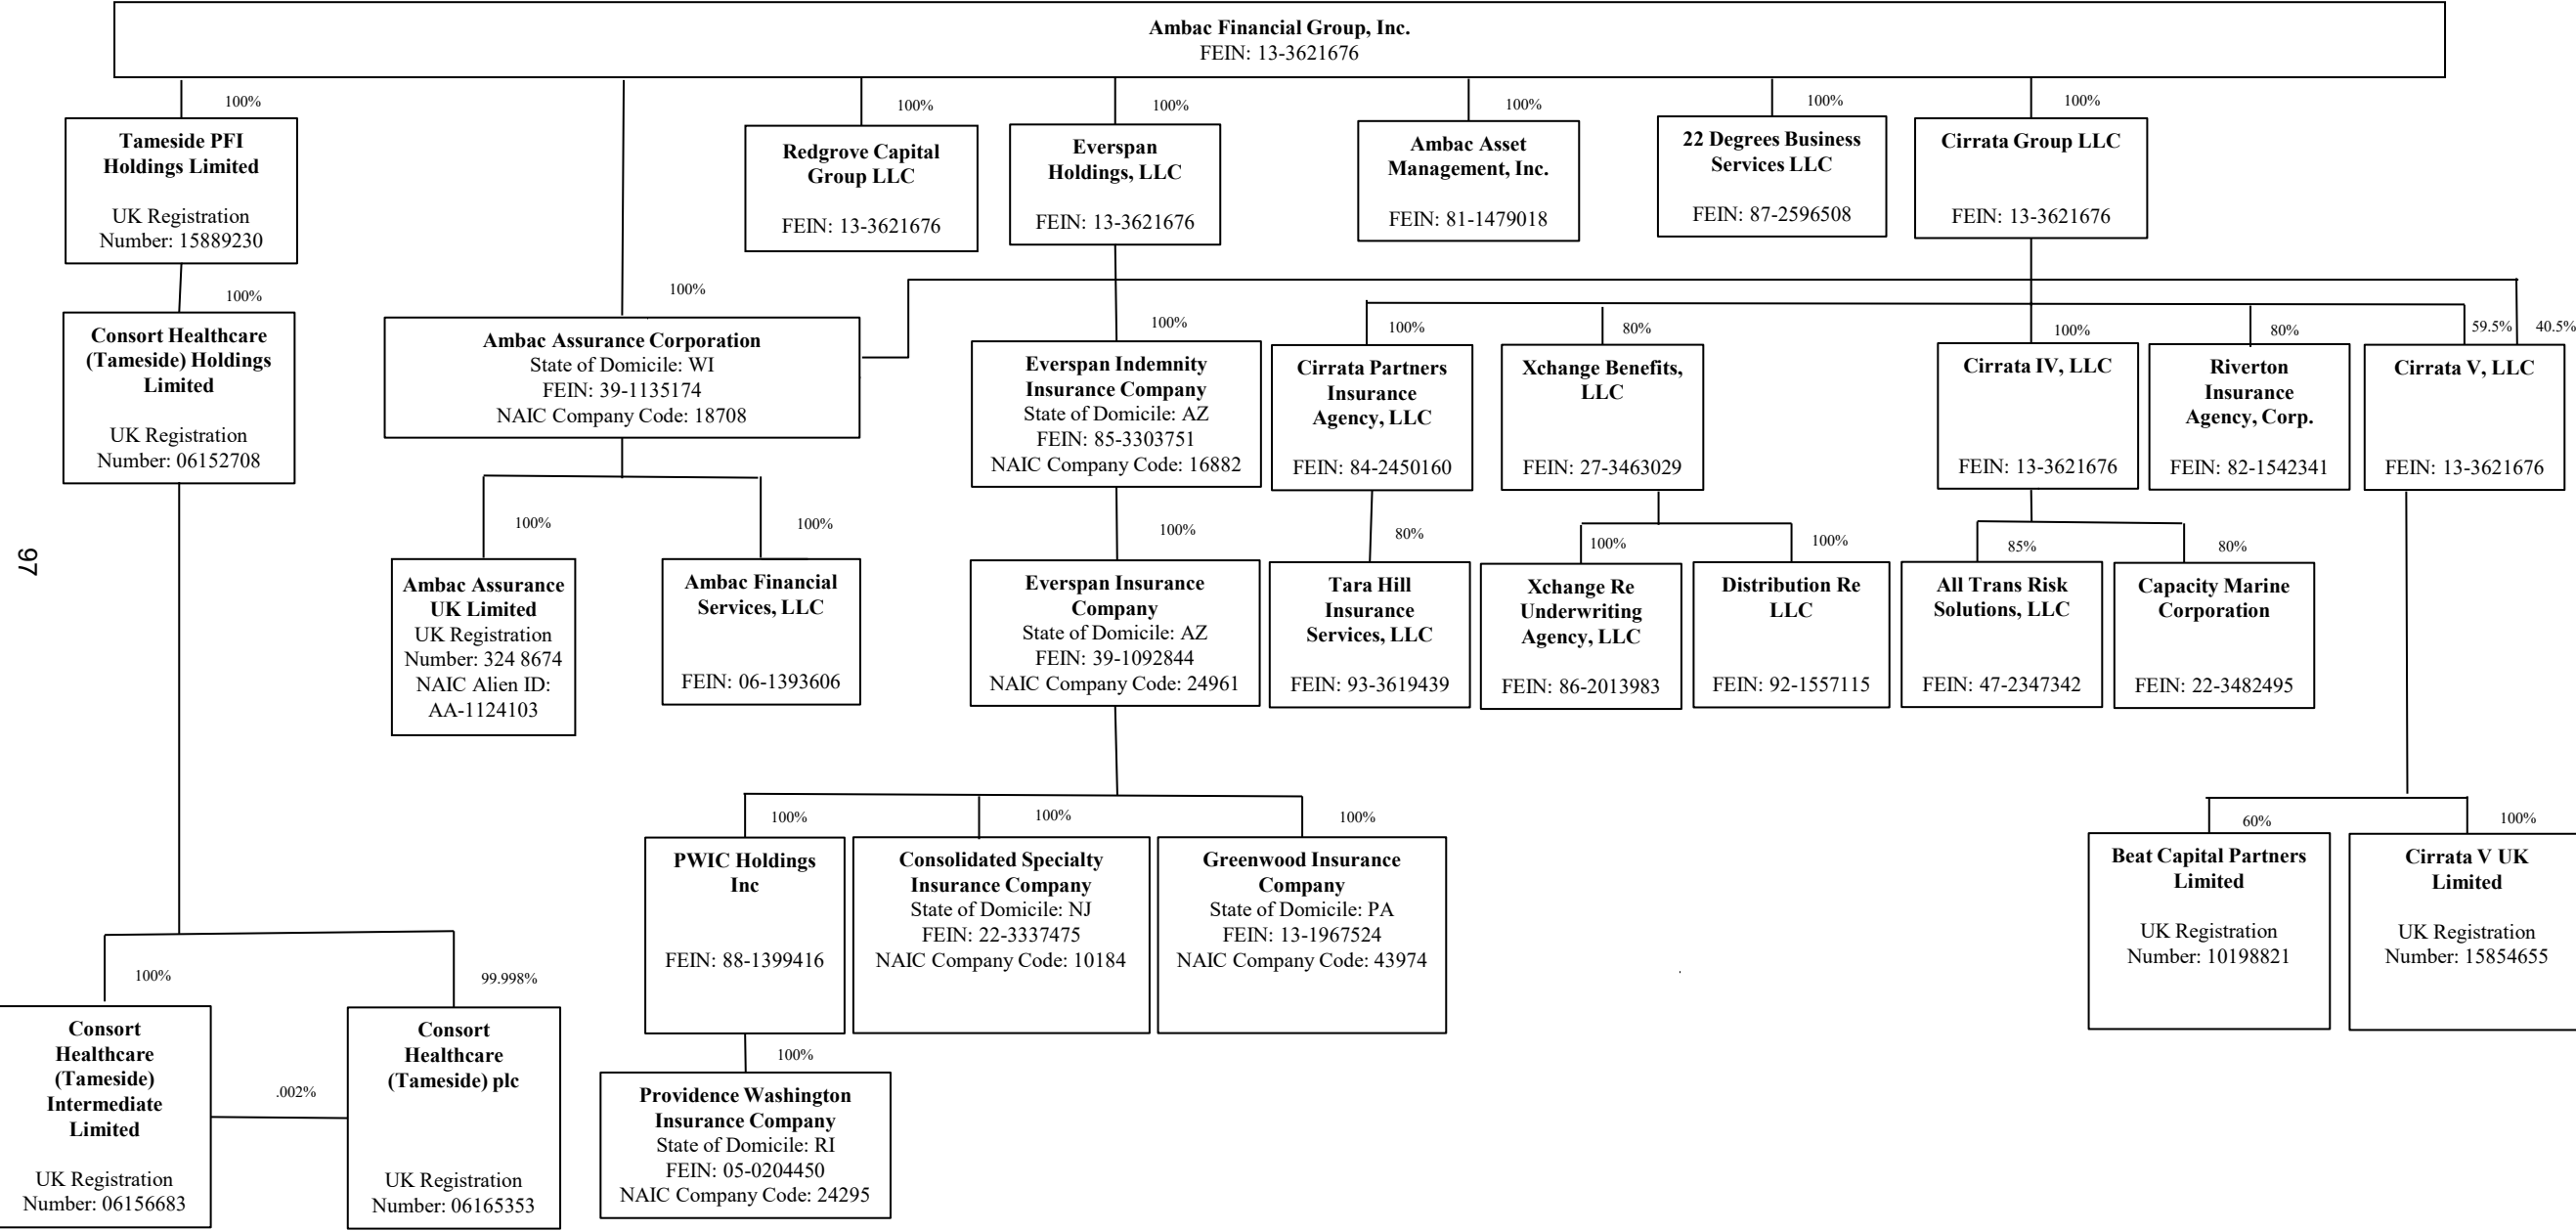 Ambac Financial Group, Inc.
FEIN: 13-3621676
100%
100%
100%
100%
100%
100%
Tameside PFI
Holdings Limited
UK Registration
Number: 15889230
Redgrove Capital
Group LLC
FEIN: 13-3621676
Everspan
Holdings, LLC
FEIN: 13-3621676
Ambac Asset
Management, Inc.
FEIN: 81-1479018
22 Degrees Business
Services LLC
FEIN: 87-2596508
Cirrata Group LLC
FEIN: 13-3621676
100%
100%
100%
100%
80%
100%
80%
59.5%
40.5%
Consort Healthcare
(Tameside) Holdings
Limited
UK Registration
Number: 06152708
Ambac Assurance Corporation
State of Domicile: WI
FEIN: 39-1135174
NAIC Company Code: 18708
Everspan Indemnity
Insurance Company
State of Domicile: AZ
FEIN: 85-3303751
NAIC Company Code: 16882
Cirrata Partners
Insurance
Agency, LLC
FEIN: 84-2450160
Xchange Benefits,
LLC
FEIN: 27-3463029
Cirrata IV, LLC
FEIN: 13-3621676
Riverton
Insurance
Agency, Corp.
FEIN: 82-1542341
Cirrata V, LLC
FEIN: 13-3621676
97
100%
100%
100%
80%
100%
100%
85%
80%
Ambac Assurance
UK Limited
UK Registration
Number: 324 8674
NAIC Alien ID:
AA-1124103
Ambac Financial
Services, LLC
FEIN: 06-1393606
Everspan Insurance
Company
State of Domicile: AZ
FEIN: 39-1092844
NAIC Company Code: 24961
Tara Hill
Insurance
Services, LLC
FEIN: 93-3619439
Xchange Re
Underwriting
Agency, LLC
FEIN: 86-2013983
Distribution Re
LLC
FEIN: 92-1557115
All Trans Risk
Solutions, LLC
FEIN: 47-2347342
Capacity Marine
Corporation
FEIN: 22-3482495
100%
100%
100%
60%
100%
PWIC Holdings
Inc
FEIN: 88-1399416
Consolidated Specialty
Insurance Company
State of Domicile: NJ
FEIN: 22-3337475
NAIC Company Code: 10184
Greenwood Insurance
Company
State of Domicile: PA
FEIN: 13-1967524
NAIC Company Code: 43974
Beat Capital Partners
Limited
UK Registration
Number: 10198821
Cirrata V UK
Limited
UK Registration
Number: 15854655
100%
99.998%
Consort
Healthcare
(Tameside)
Intermediate
Limited
UK Registration
Number: 06156683
.002%
Consort
Healthcare
(Tameside) plc
UK Registration
Number: 06165353
100%
Providence Washington
Insurance Company
State of Domicile: RI
FEIN: 05-0204450
NAIC Company Code: 24295